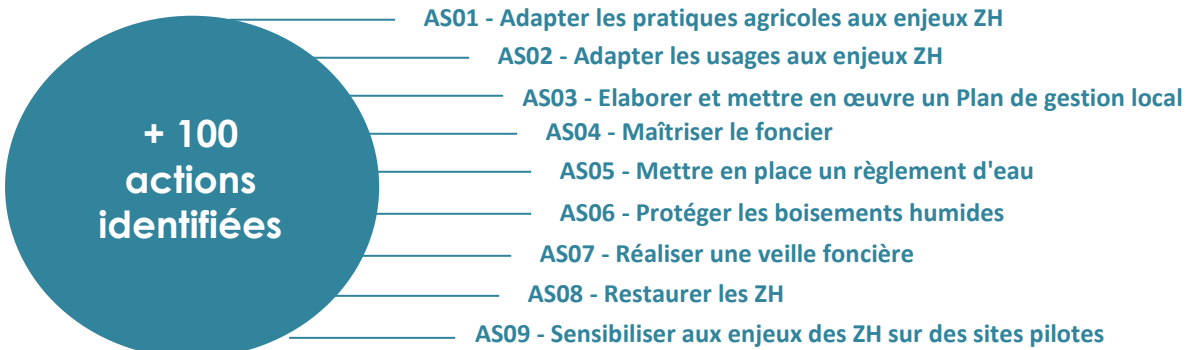 AS01 - Adapter les pratiques agricoles aux enjeux ZH
AS02 - Adapter les usages aux enjeux ZH
AS03 - Elaborer et mettre en œuvre un Plan de gestion local
+ 100
actions
identifiées
AS04 - Maîtriser le foncier
AS05 - Mettre en place un règlement d'eau
AS06 - Protéger les boisements humides
AS07 - Réaliser une veille foncière
AS08 - Restaurer les ZH
AS09 - Sensibiliser aux enjeux des ZH sur des sites pilotes